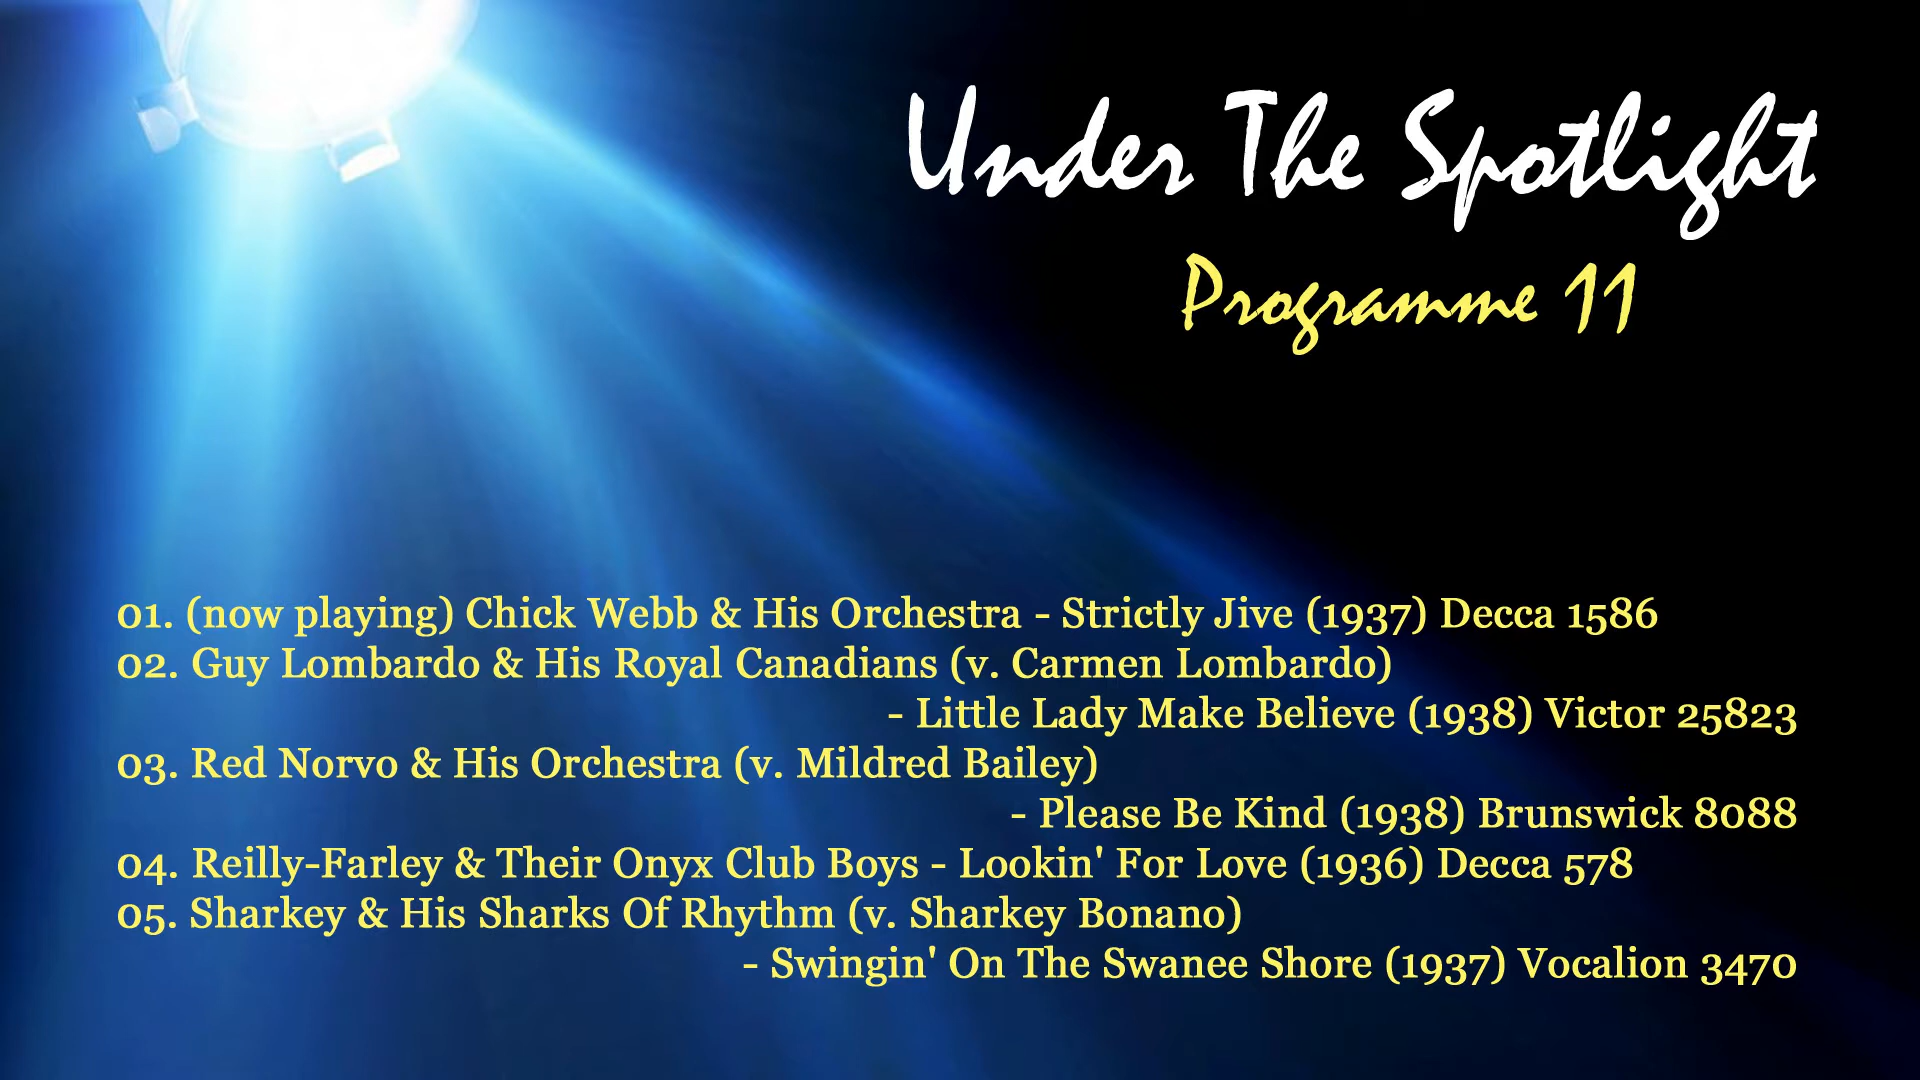 Under The Spotlight
Programme 11
01. (now playing) Chick Webb & His Orchestra - Strictly Jive (1937) Decca 1586
02. Guy Lombardo & His Royal Canadians (v. Carmen Lombardo)
- Little Lady Make Believe (1938) Victor 25823
03. Red Norvo & His Orchestra (v. Mildred Bailey)
- Please Be Kind (1938) Brunswick 8088
04. Reilly-Farley & Their Onyx Club Boys - Lookin' For Love (1936) Decca 578
05. Sharkey & His Sharks Of Rhythm (v. Sharkey Bonano)
- Swingin' On The Swanee Shore (1937) Vocalion 3470